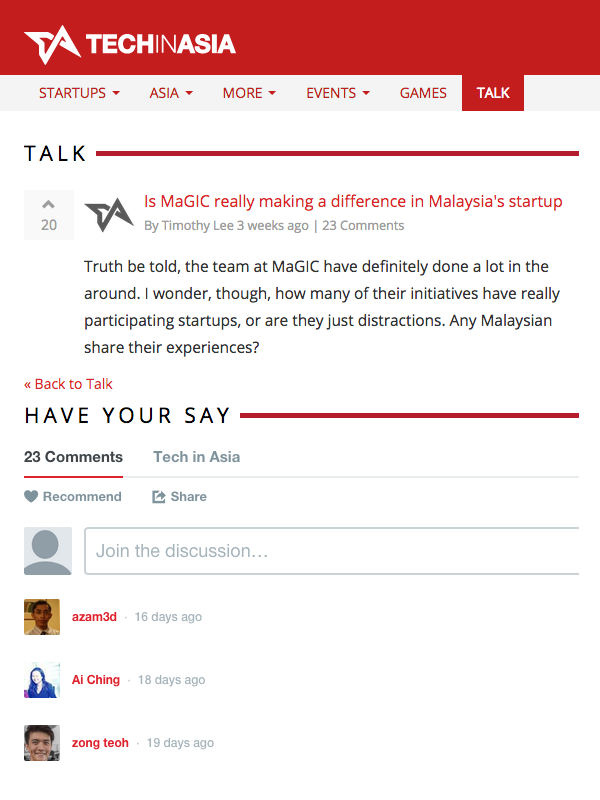 TECHINASIA
STARTUPS ASIA MORE EVENTS GAMES TALK
TALK
20
Is MaGIC really making a difference in Malaysia's startup
By Timothy Lee 3 weeks ago | 23 Comments
Truth be told, the team at MaGIC have definitely done a lot in the
around. I wonder, though, how many of their initiatives have really
participating startups, or are they just distractions. Any Malaysian
share their experiences?
« Back to Talk
HAVE YOUR SAY
23 Comments Tech in Asia
Recommend Share
Join the discussion…
azam3d · 16 days ago
Ai Ching · 18 days ago
zong teoh · 19 days ago